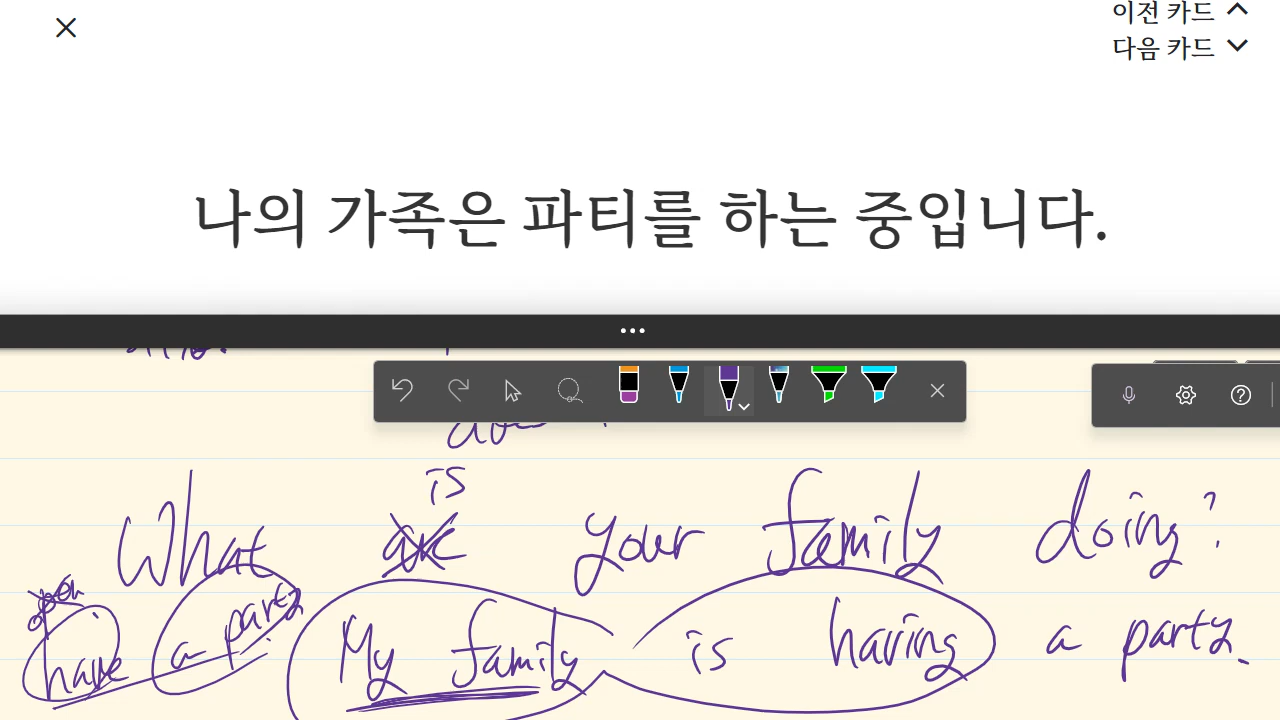 이전 카드
다음 카드
나의 가족은 파티를 하는 중입니다.
is
What are your family doing?
have a party
My family is having a party.